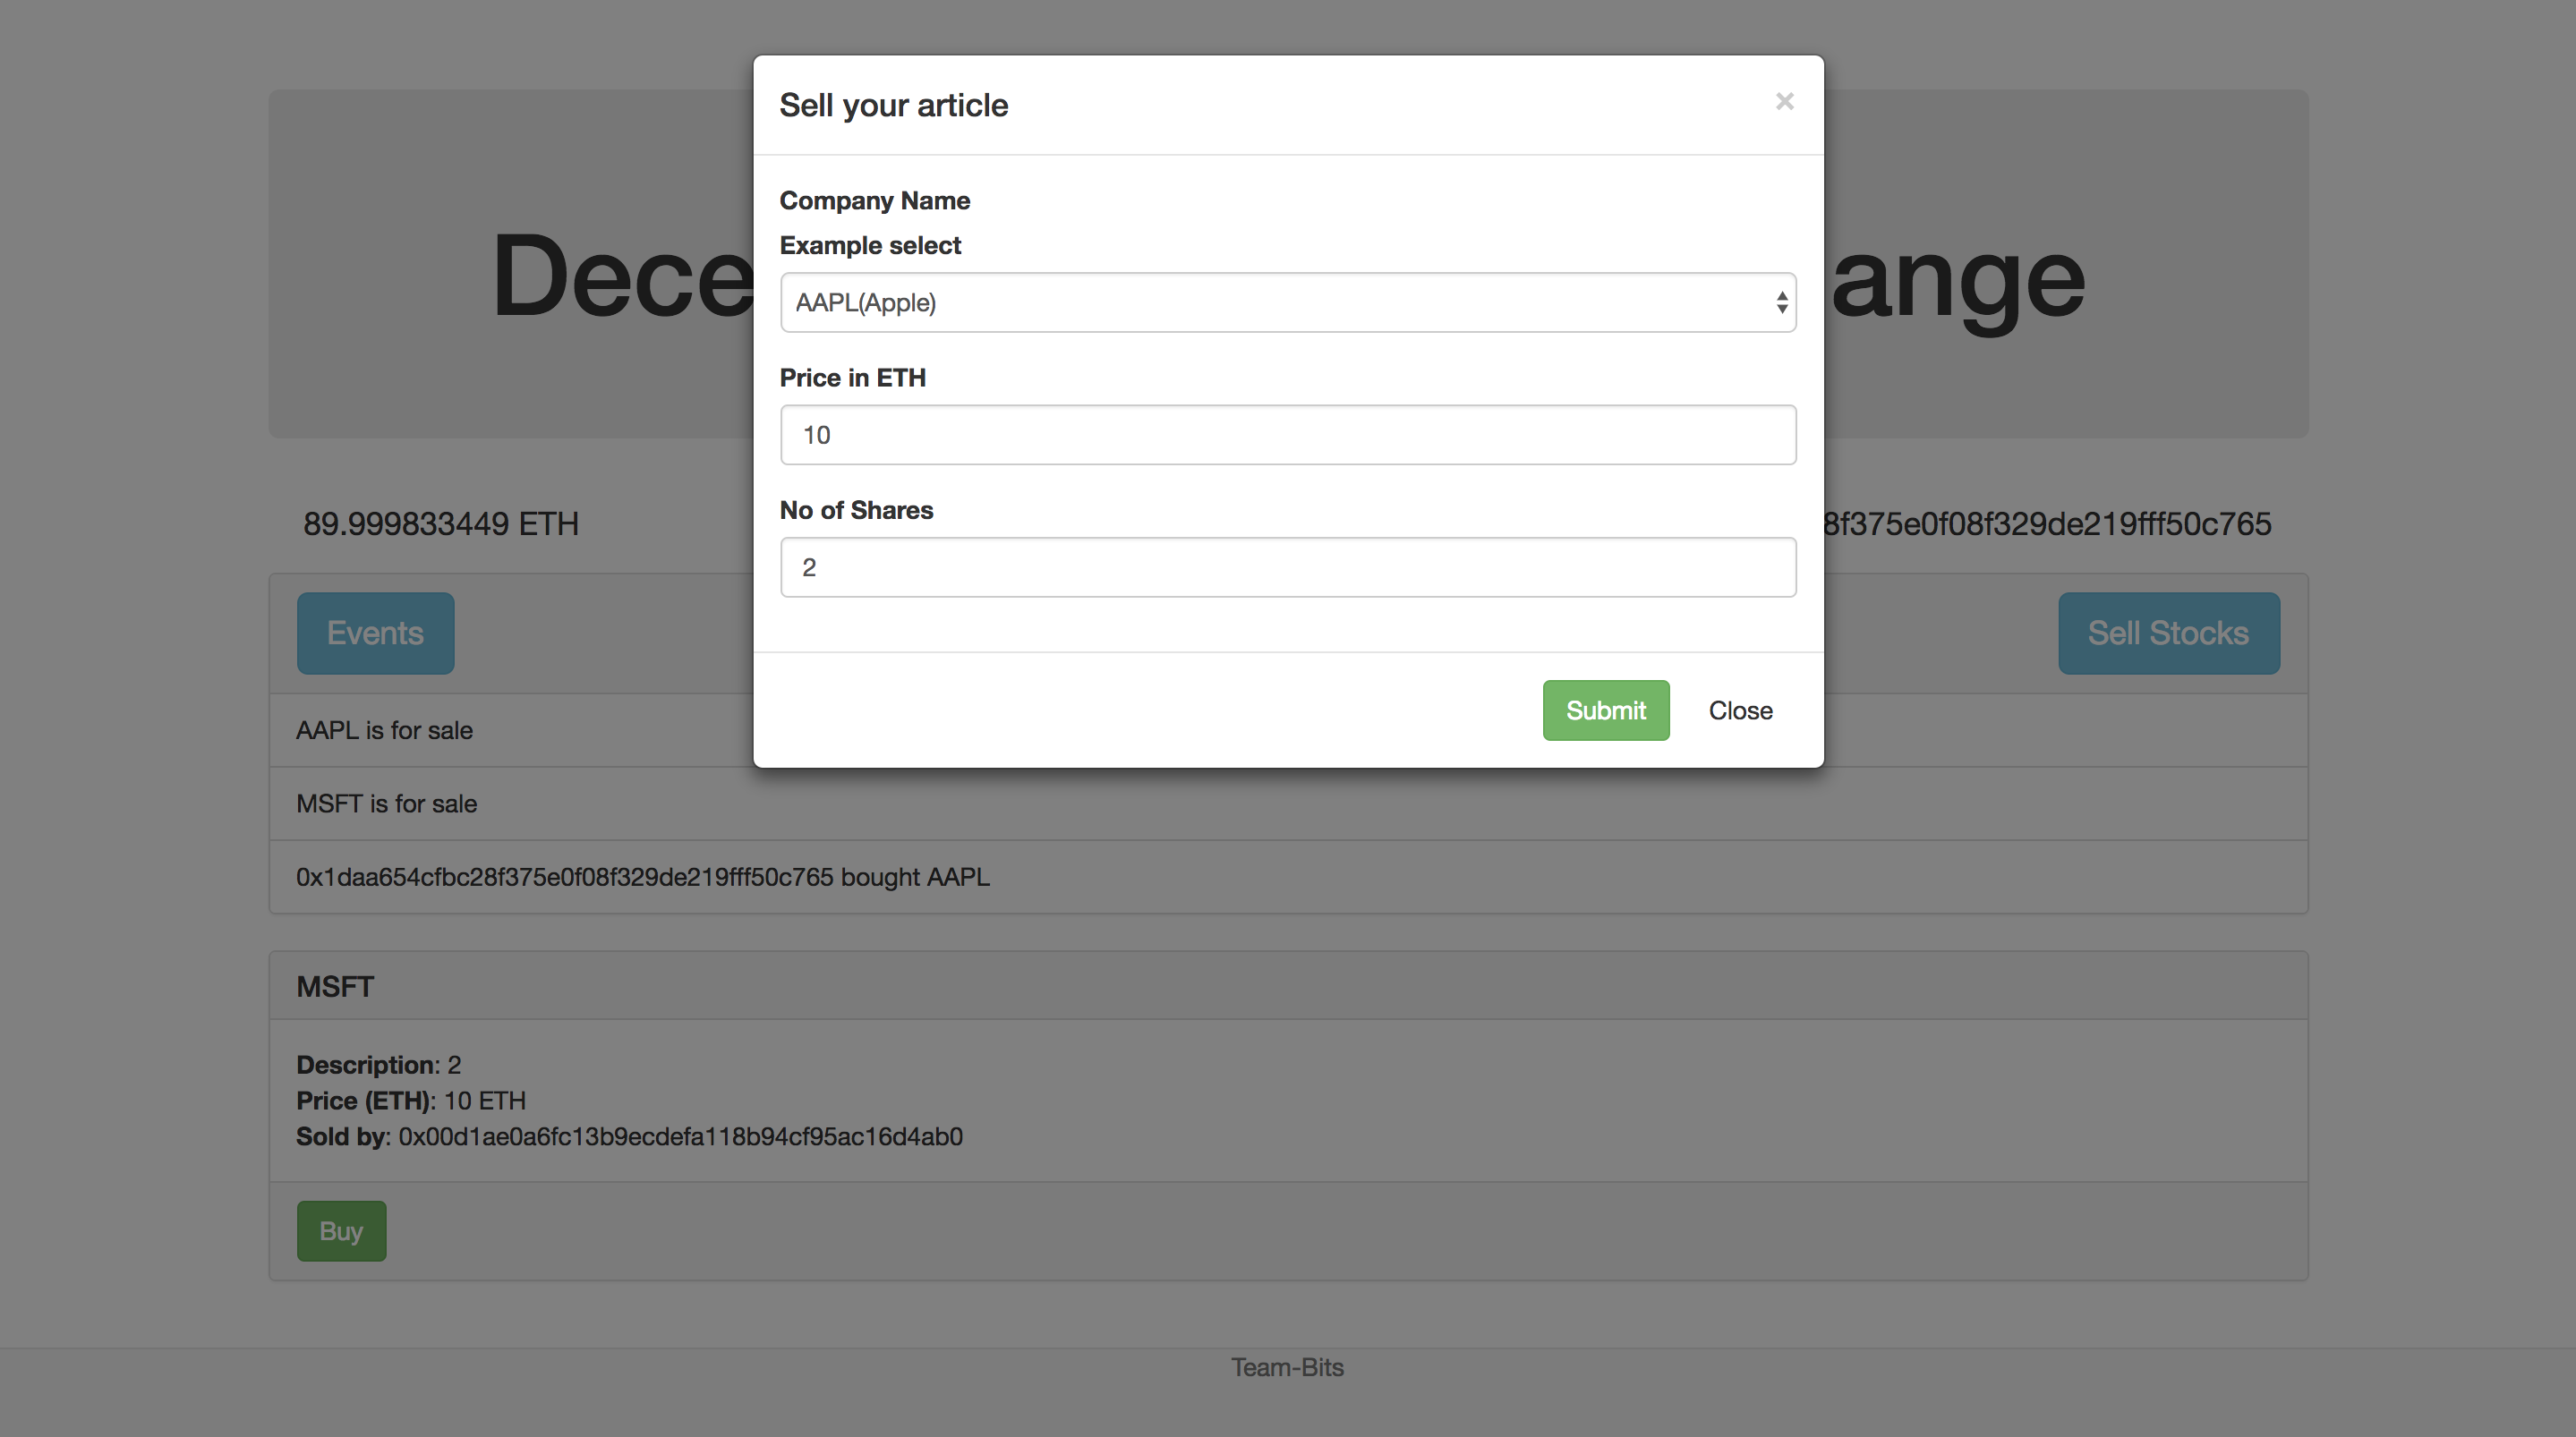 Sell your article ×
Company Name
Example select
AAPL(Apple)
Price in ETH
10
No of Shares
2
Submit Close
Dece ange
89.999833449 ETH 8f375e0f08f329de219fff50c765
Events Sell Stocks
AAPL is for sale
MSFT is for sale
0x1daa654cfbc28f375e0f08f329de219fff50c765 bought AAPL
MSFT
Description: 2
Price (ETH): 10 ETH
Sold by: 0x00d1ae0a6fc13b9ecdefa118b94cf95ac16d4ab0
Buy
Team-Bits